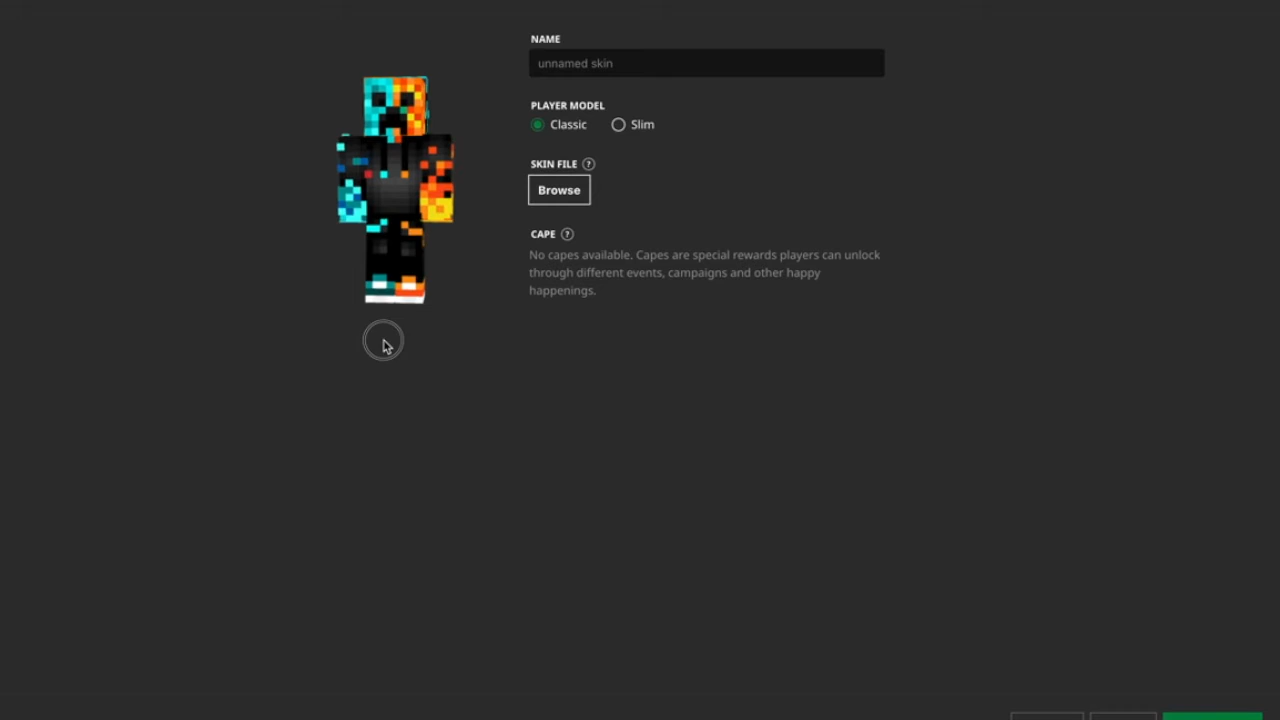 NAME
unnamed skin
PLAYER MODEL
Classic
Slim
SKIN FILE ?
Browse
CAPE ?
No capes available. Capes are special rewards players can unlock
through different events, campaigns and other happy
happenings.